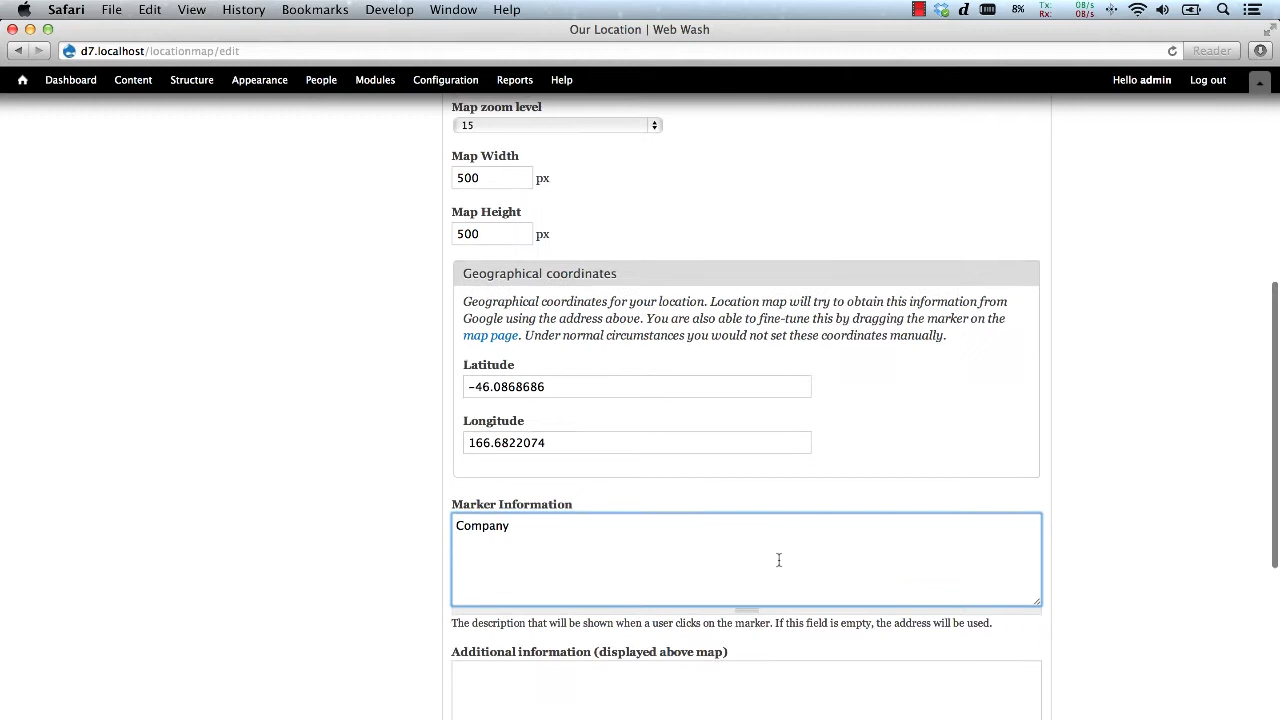 Safari File Edit View History Bookmarks Develop Window Help
d
8%
Tx: 0B/s
Rx: 0B/s
Our Location | Web Wash
d7.localhost/locationmap/edit
Reader
Dashboard Content Structure Appearance People Modules Configuration Reports Help
Hello admin Log out
Map zoom level
15
Map Width
500 px
Map Height
500 px
Geographical coordinates
Geographical coordinates for your location. Location map will try to obtain this information from
Google using the address above. You are also able to fine-tune this by dragging the marker on the
map page. Under normal circumstances you would not set these coordinates manually.
Latitude
-46.0868686
Longitude
166.6822074
Marker Information
Company
The description that will be shown when a user clicks on the marker. If this field is empty, the address will be used.
Additional information (displayed above map)